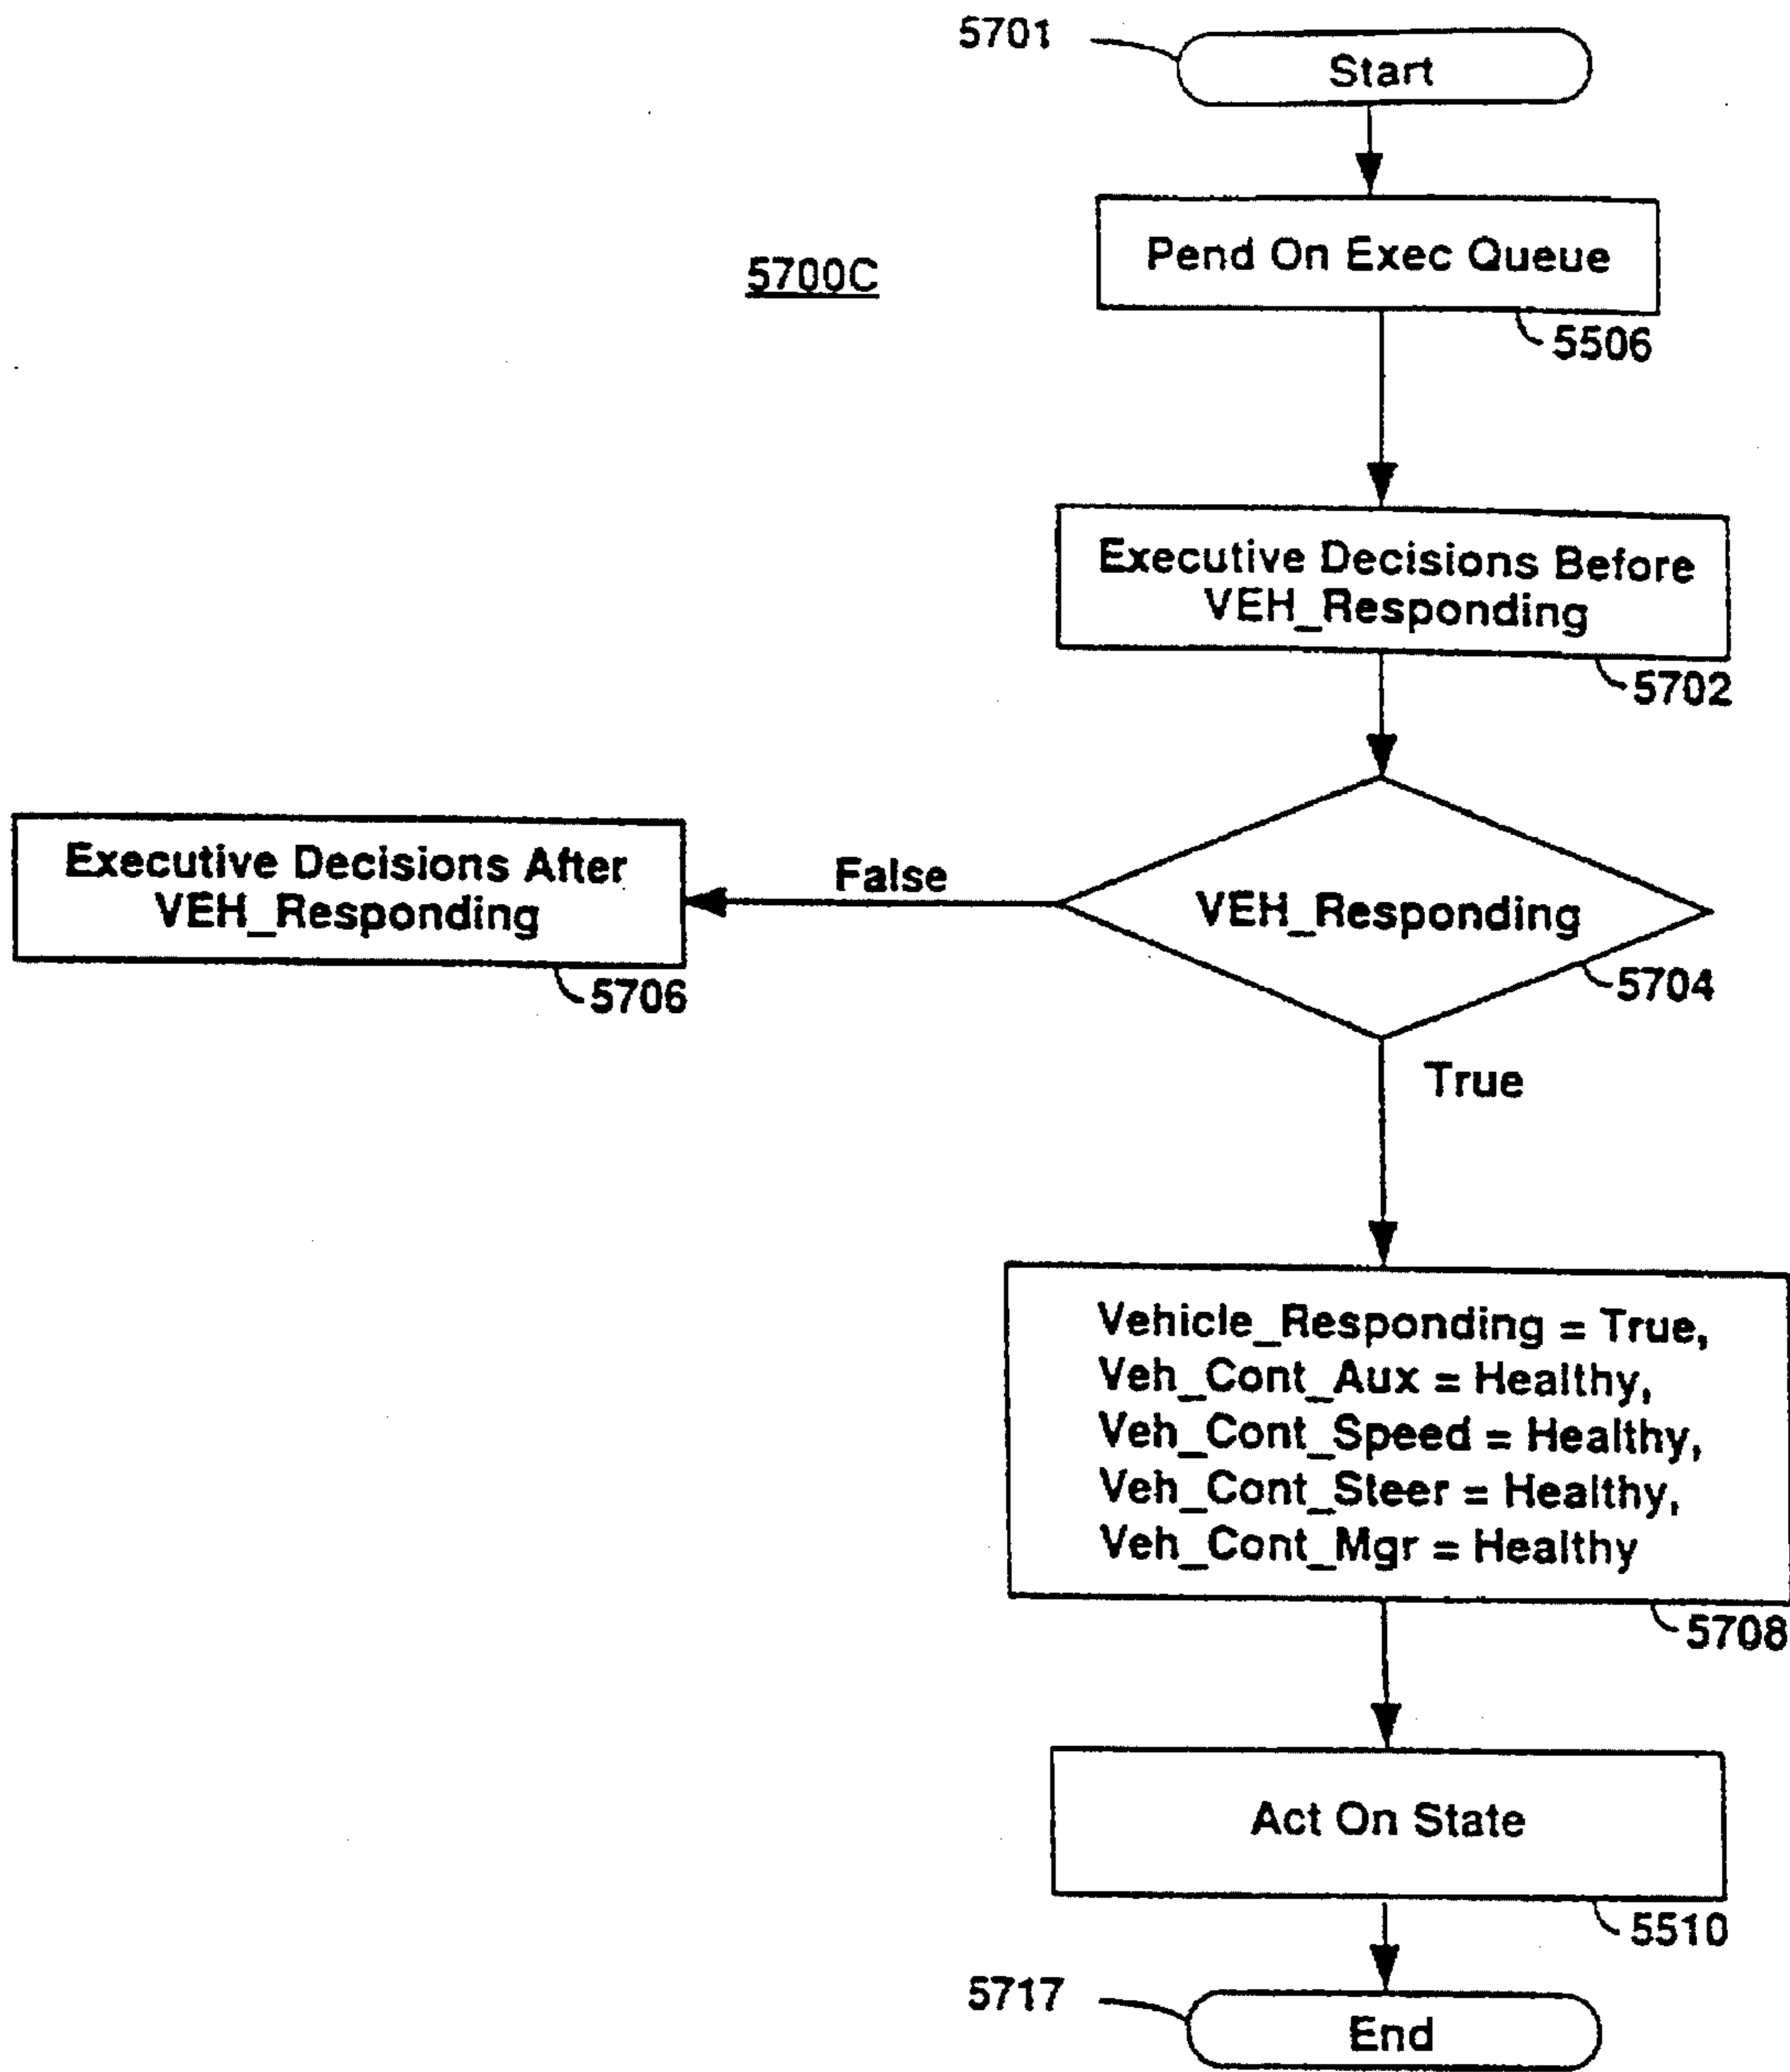 5701
Start
Pend On Exec Queue
5700C
5506
Executive Decisions Before
VEH_Responding
5702
Executive Decisions After
VEH_Responding
False
VEH_Responding
5706
5704
True
Vehicle_Responding = True,
Veh_Cont_Aux = Healthy,
Veh_Cont_Speed = Healthy,
Veh_Cont_Steer = Healthy,
Veh_Cont_Mgr = Healthy
5708
Act On State
5510
5717
End